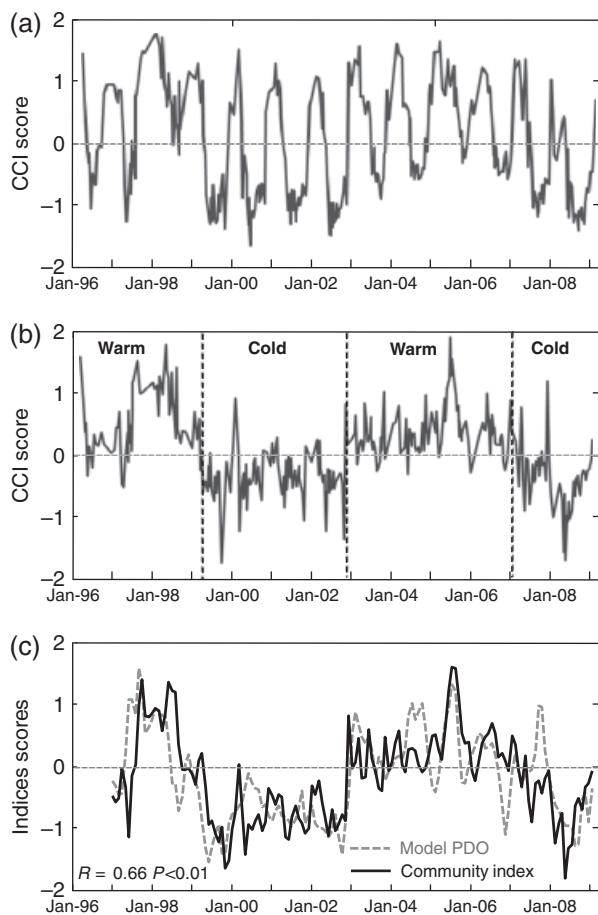 (a)
2
1
0
−1
−2
CCI score
Jan-96 Jan-98 Jan-00 Jan-02 Jan-04 Jan-06 Jan-08
(b)
2
1
0
−1
−2
CCI score
Warm Cold Warm Cold
Jan-96 Jan-98 Jan-00 Jan-02 Jan-04 Jan-06 Jan-08
(c)
2
1
0
−1
−2
Indices scores
Model PDO
Community index
R = 0.66 P<0.01
Jan-96 Jan-98 Jan-00 Jan-02 Jan-04 Jan-06 Jan-08